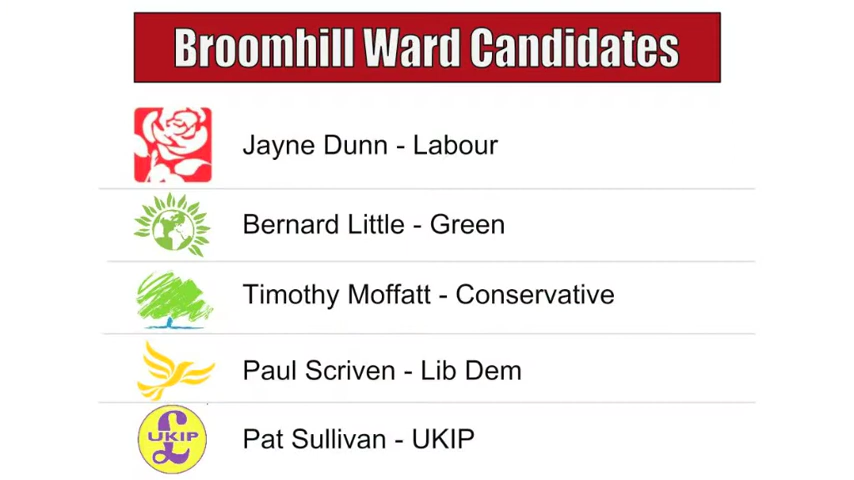 Broomhill Ward Candidates
Jayne Dunn - Labour
Bernard Little - Green
Timothy Moffatt - Conservative
Paul Scriven - Lib Dem
UKIP
Pat Sullivan - UKIP